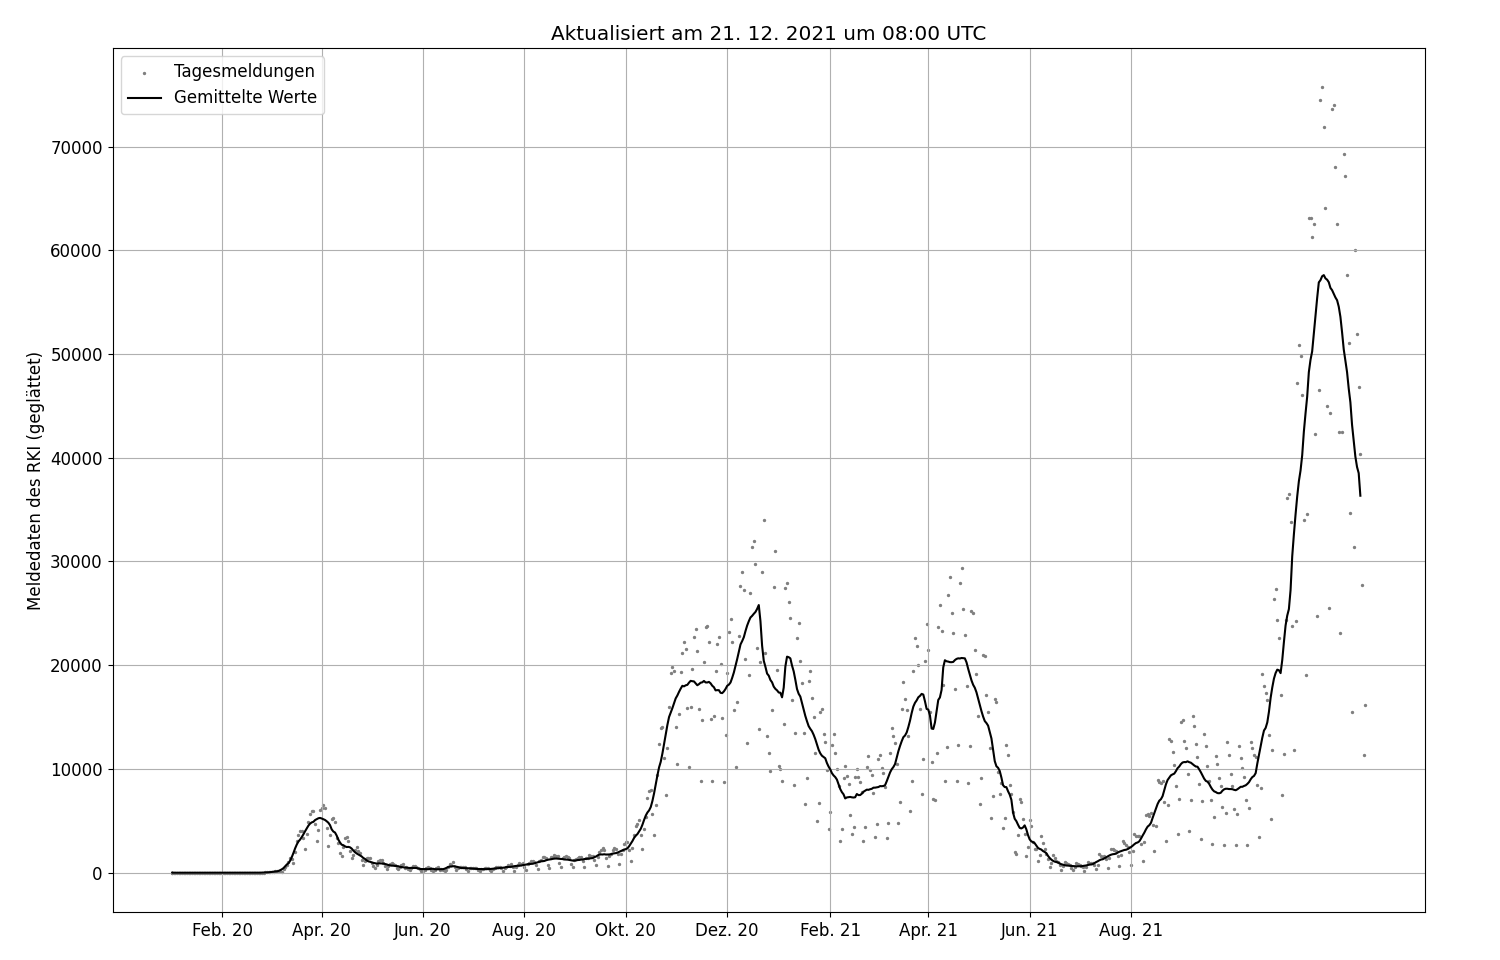 Aktualisiert am 21. 12. 2021 um 08:00 UTC
Tagesmeldungen
Gemittelte Werte
Meldedaten des RKI (geglättet)
70000
60000
50000
40000
30000
20000
10000
0
Feb. 20 Apr. 20 Jun. 20 Aug. 20 Okt. 20 Dez. 20 Feb. 21 Apr. 21 Jun. 21 Aug. 21